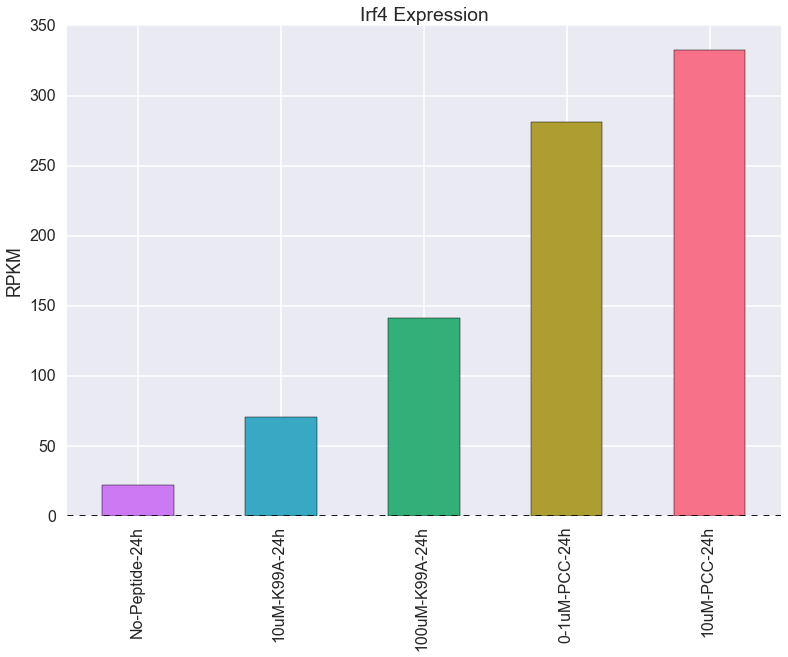 Irf4 Expression
350
300
250
200
150
100
50
0
RPKM
No-Peptide-24h
10uM-K99A-24h
100uM-K99A-24h
0-1uM-PCC-24h
10uM-PCC-24h